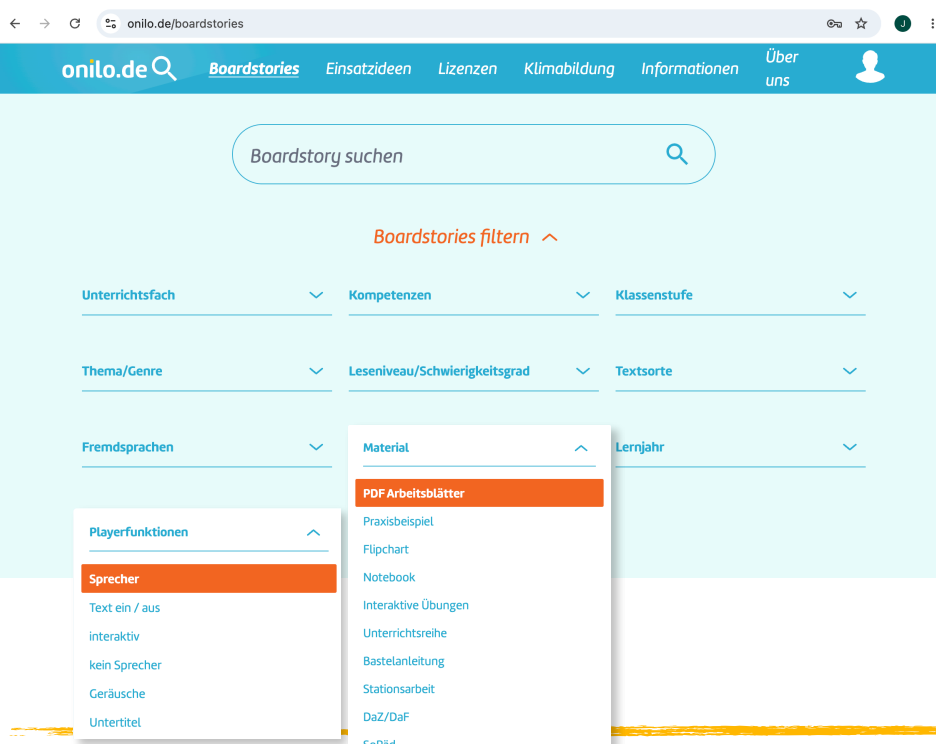 onilo.de/boardstories
J
onilo.de
Boardstories
Einsatzideen
Lizenzen
Klimabildung
Informationen
Über
uns
Boardstory suchen
Boardstories filtern
Unterrichtsfach
Kompetenzen
Klassenstufe
Thema/Genre
Leseniveau/Schwierigkeitsgrad
Textsorte
Fremdsprachen
Material
Lernjahr
PDF Arbeitsblätter
Praxisbeispiel
Flipchart
Notebook
Interaktive Übungen
Unterrichtsreihe
Bastelanleitung
Stationsarbeit
DaZ/DaF
Playerfunktionen
Sprecher
Text ein / aus
interaktiv
kein Sprecher
Geräusche
Untertitel